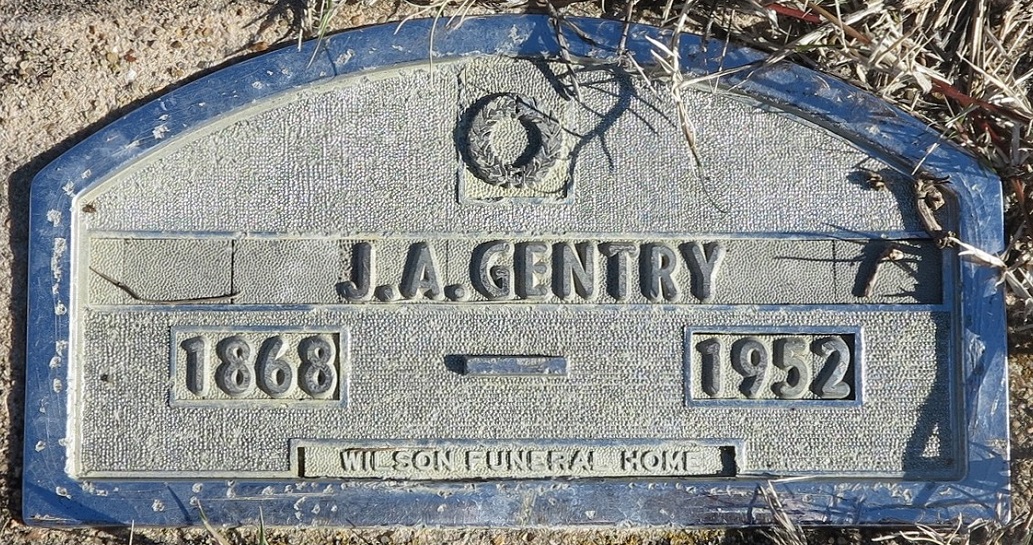 J.A. GENTRY
1868 — 1952
WILSON FUNERAL HOME